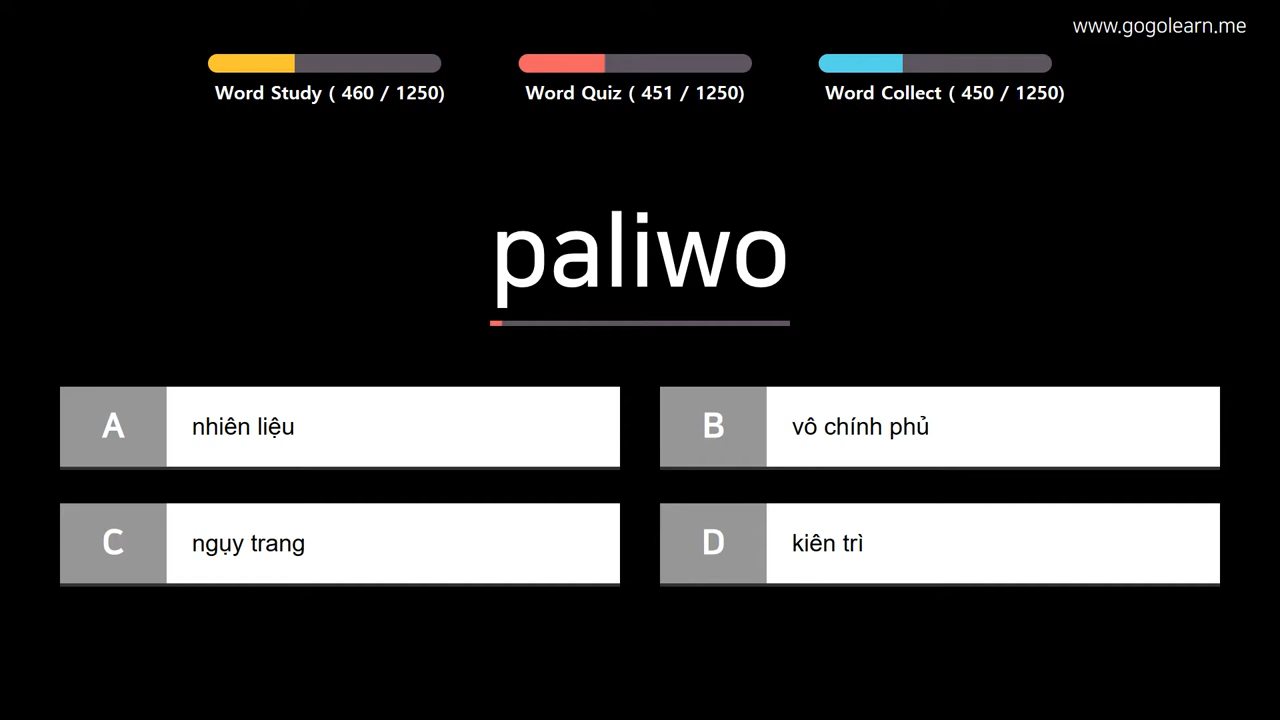 www.gogolearn.me
Word Study ( 460 / 1250)
Word Quiz ( 451 / 1250)
Word Collect ( 450 / 1250)
paliwo
A nhiên liệu
B vô chính phủ
C ngụy trang
D kiên trì